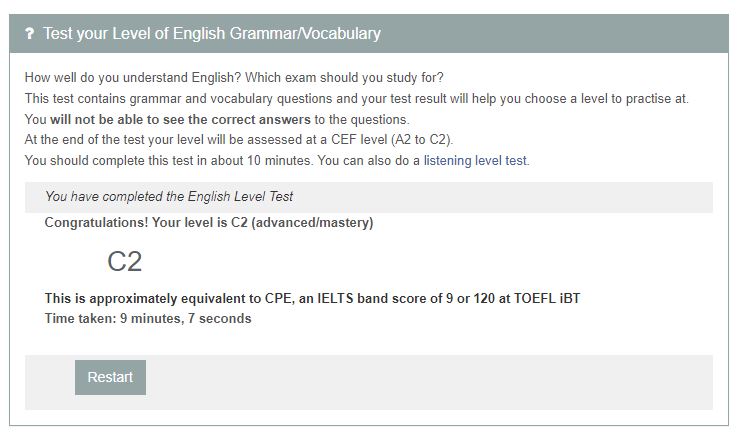 ? Test your Level of English Grammar/Vocabulary
How well do you understand English? Which exam should you study for?
This test contains grammar and vocabulary questions and your test result will help you choose a level to practise at.
You will not be able to see the correct answers to the questions.
At the end of the test your level will be assessed at a CEF level (A2 to C2).
You should complete this test in about 10 minutes. You can also do a listening level test.
You have completed the English Level Test
Congratulations! Your level is C2 (advanced/mastery)
C2
This is approximately equivalent to CPE, an IELTS band score of 9 or 120 at TOEFL iBT
Time taken: 9 minutes, 7 seconds
Restart